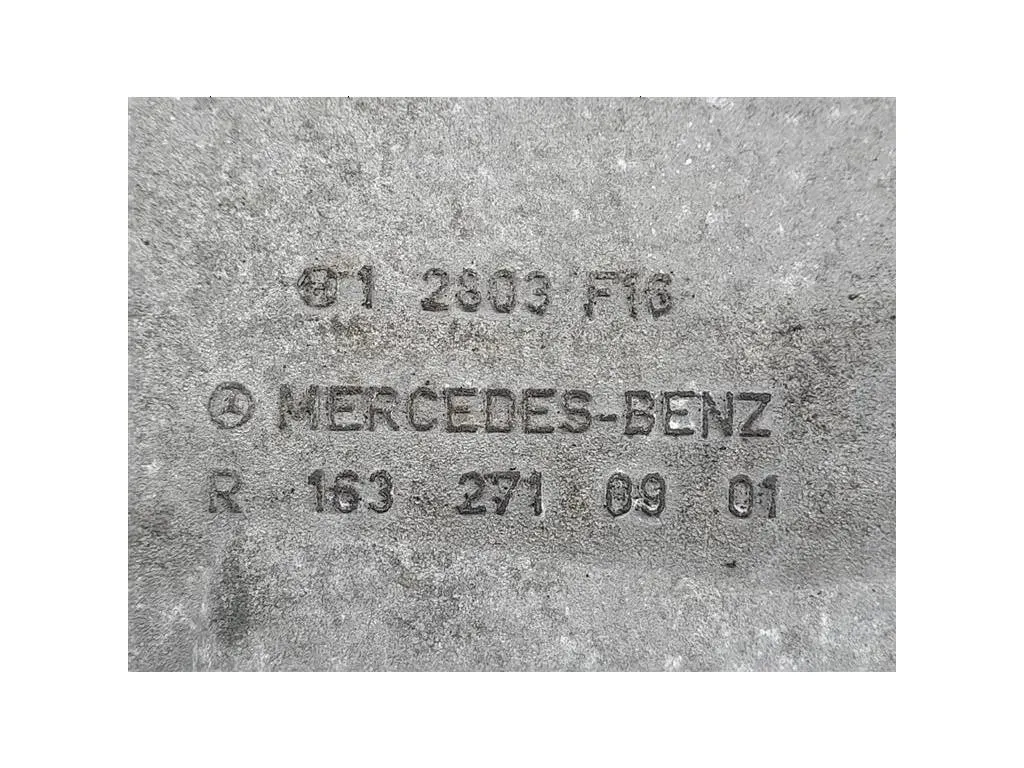 1 2803 F16
MERCEDES-BENZ
R 163 271 09 01